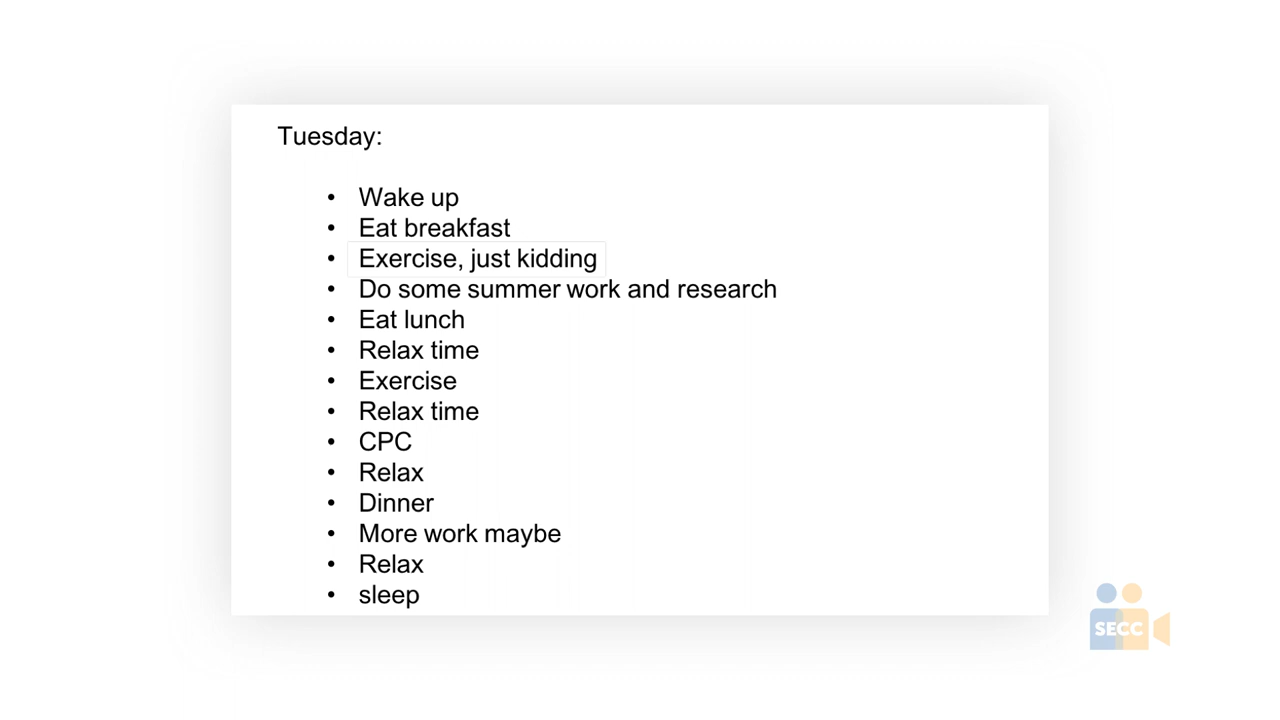 Tuesday:
• Wake up
• Eat breakfast
• Exercise, just kidding
• Do some summer work and research
• Eat lunch
• Relax time
• Exercise
• Relax time
• CPC
• Relax
• Dinner
• More work maybe
• Relax
• sleep
SECC